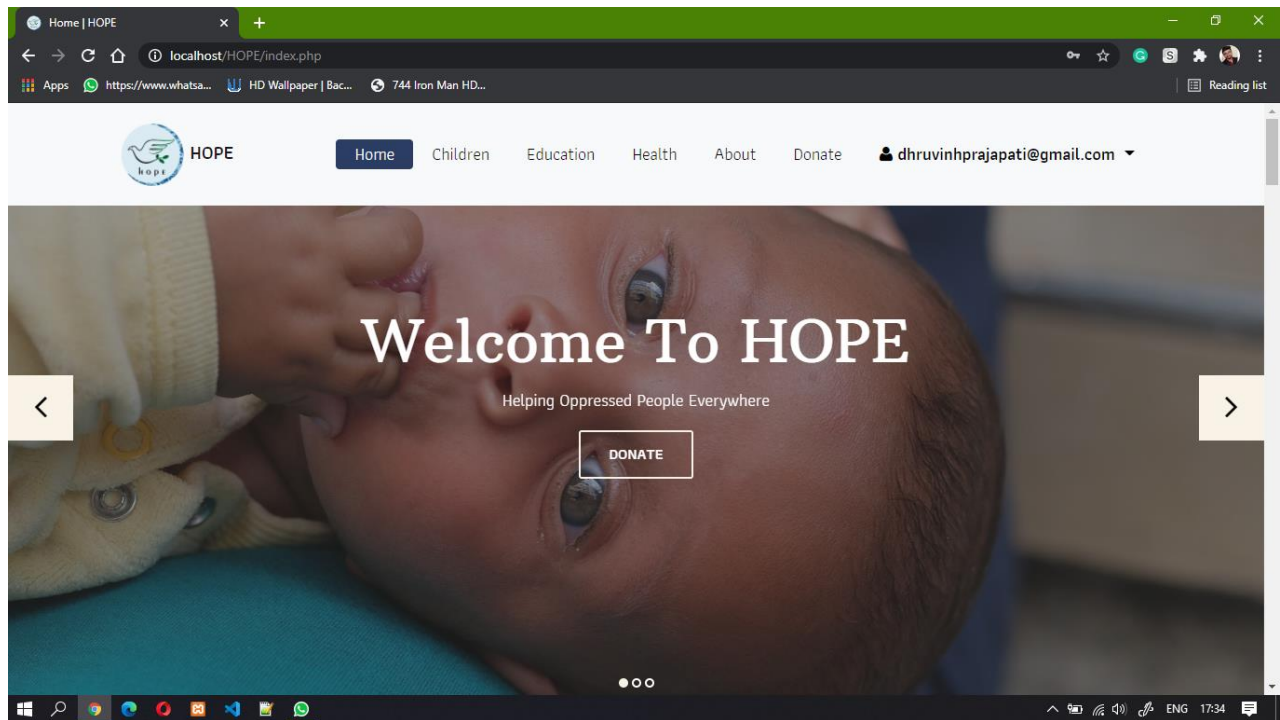 Home | HOPE
localhost/HOPE/index.php
Apps https://www.whatsa... HD Wallpaper | Bac... 744 Iron Man HD... Reading list
hope HOPE Home Children Education Health About Donate dhruvinhprajapati@gmail.com
Welcome To HOPE
Helping Oppressed People Everywhere
DONATE
ENG 17:34